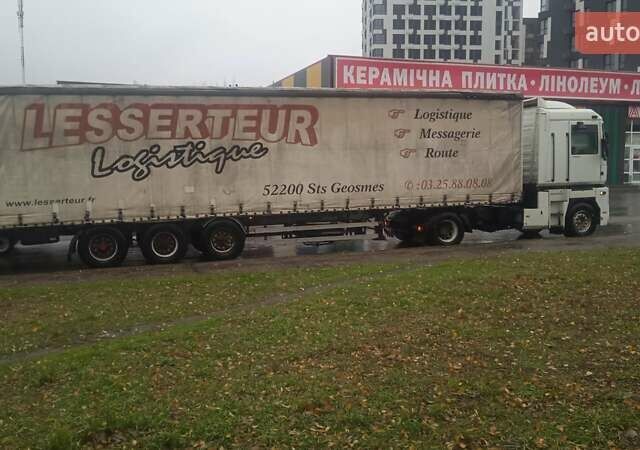 auto
КЕРАМІЧНА ПЛИТКА • ЛІНОЛЕУМ • Л
LESSERTEUR
Logistique
Logistique
Messagerie
Route
www.lesserteur.fr
52200 Sts Geosmes
✆ : 03.25.88.08.08